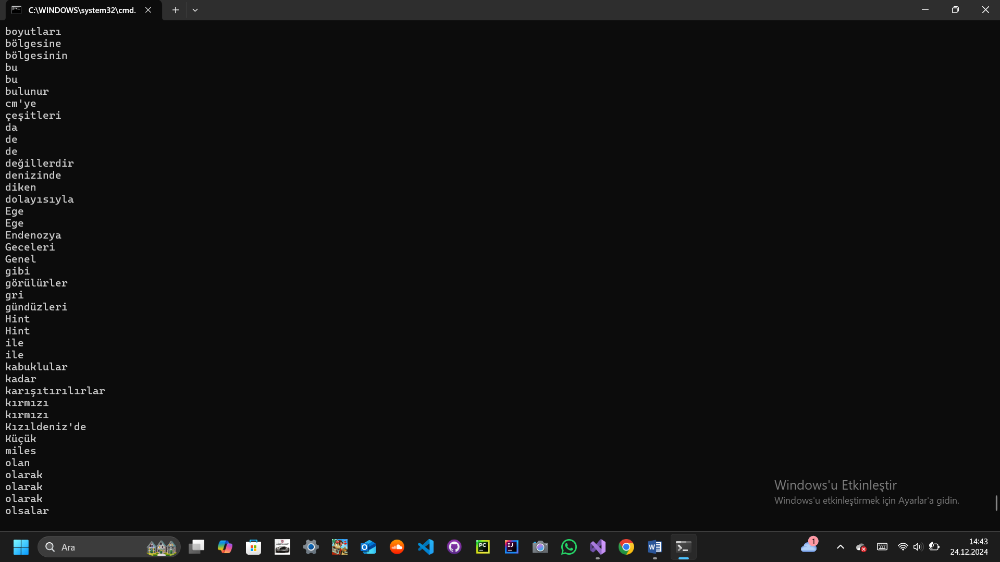 C:\WINDOWS\system32\cmd.
boyutları
bölgesine
bölgesinin
bu
bu
bulunur
cm'ye
çeşitleri
da
de
de
değillerdir
denizinde
diken
dolayısıyla
Ege
Ege
Endenozya
Geceleri
Genel
gibi
görülürler
gri
gündüzleri
Hint
Hint
ile
ile
kabuklular
kadar
karışıtırılırlar
kırmızı
kırmızı
Kızıldeniz'de
Küçük
miles
olan
olarak
olarak
olarak
olsalar
Windows'u Etkinleştir
Windows'u etkinleştirmek için Ayarlar'a gidin.
Ara
PC
IJ
1
14:43
24.12.2024